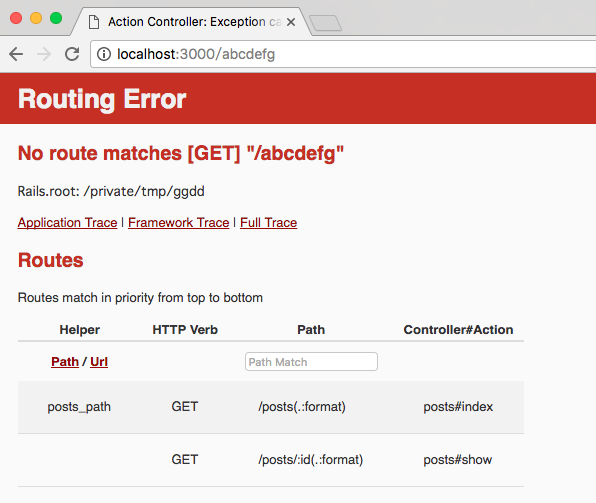 Action Controller: Exception ca
localhost:3000/abcdefg
Routing Error
No route matches [GET] "/abcdefg"
Rails.root: /private/tmp/ggdd
Application Trace | Framework Trace | Full Trace
Routes
Routes match in priority from top to bottom
Helper HTTP Verb Path Controller#Action
Path / Url Path Match
posts_path GET /posts(.:format) posts#index
GET /posts/:id(.:format) posts#show